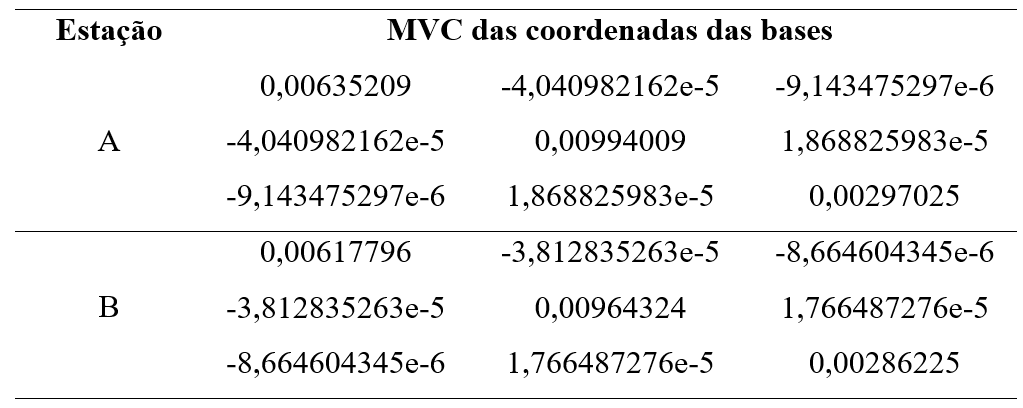 Estação MVC das coordenadas das bases
0,00635209 -4,040982162e-5 -9,143475297e-6
A -4,040982162e-5 0,00994009 1,868825983e-5
-9,143475297e-6 1,868825983e-5 0,00297025
0,00617796 -3,812835263e-5 -8,664604345e-6
B -3,812835263e-5 0,00964324 1,766487276e-5
-8,664604345e-6 1,766487276e-5 0,00286225